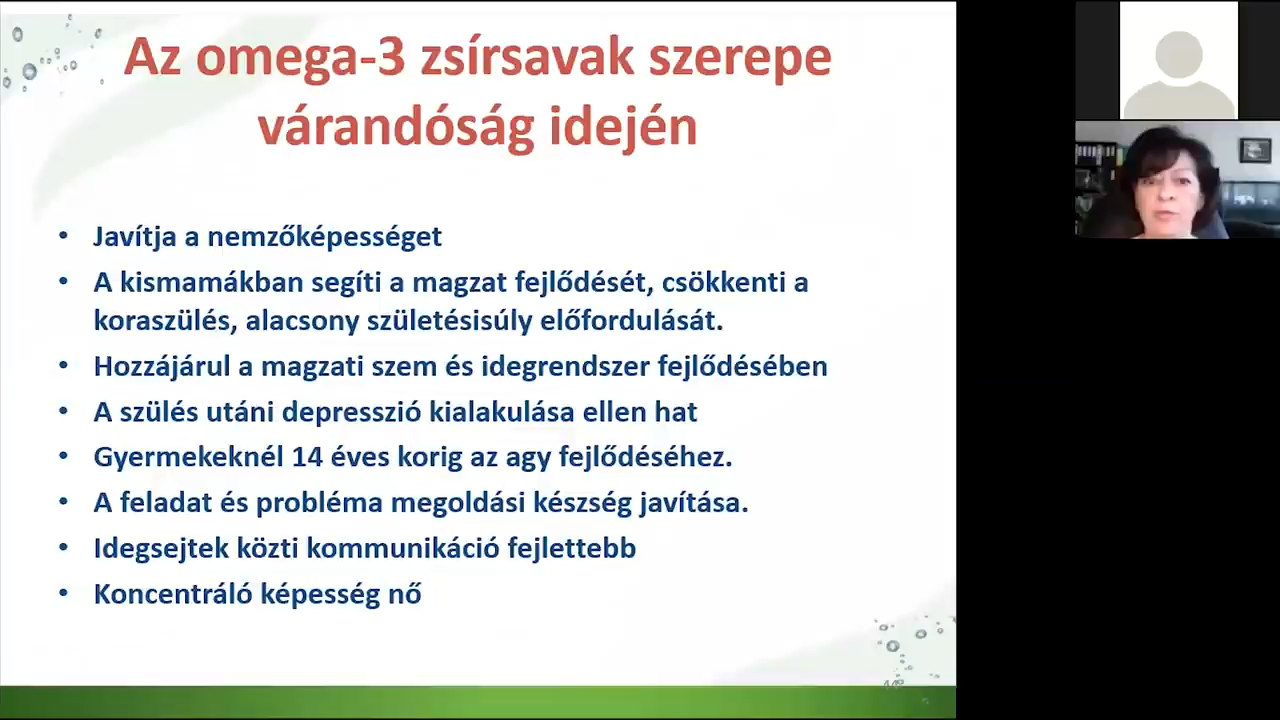 Az omega-3 zsírsavak szerepe
várandóság idején
• Javítja a nemzőképességet
• A kismamákban segíti a magzat fejlődését, csökkenti a
koraszülés, alacsony születésisúly előfordulását.
• Hozzájárul a magzati szem és idegrendszer fejlődésében
• A szülés utáni depresszió kialakulása ellen hat
• Gyermekeknél 14 éves korig az agy fejlődéséhez.
• A feladat és probléma megoldási készség javítása.
• Idegsejtek közti kommunikáció fejlettebb
• Koncentráló képesség nő